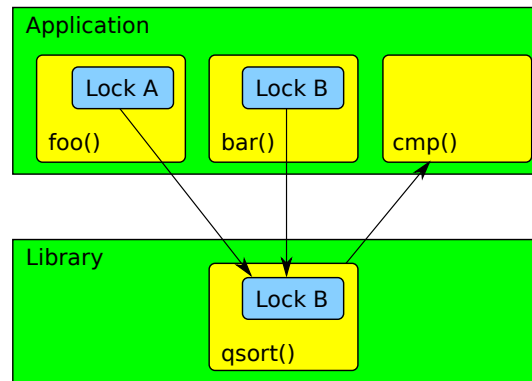 Application
Lock A
Lock B
foo()
bar()
cmp()
Library
Lock B
qsort()